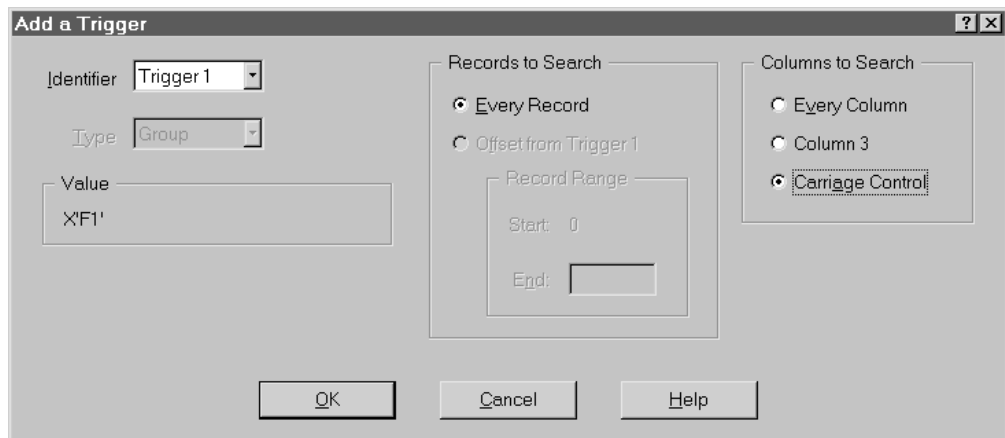 Add a Trigger
Identifier Trigger 1
Type Group
Value
X'F1'
Records to Search
Every Record
Offset from Trigger 1
Record Range
Start: 0
End:
Columns to Search
Every Column
Column 3
Carriage Control
OK Cancel Help